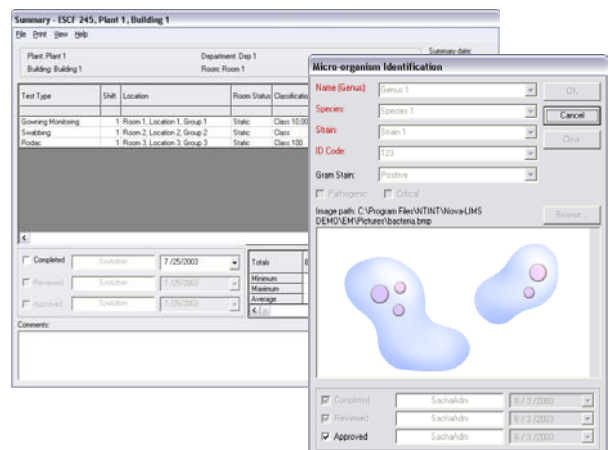 Summary - ESCF 245, Plant 1, Building 1
File Print View Help
Plant: Plant 1
Department: Dep 1
Summary date:
Building: Building 1
Room: Room 1
Test Type Shift Location Room Status Classificatio
Gowning Monitoring 1 Room 1, Location 1, Group 1 Static Class 10,00
Swabbing 1 Room 2, Location 2, Group 2 Static Class
Rodac 1 Room 3, Location 3, Group 3 Static Class 100
Completed SysAdmin 7 /25/2003
Reviewed SysAdmin 7 /25/2003
Approved SysAdmin 7 /25/2003
Totals
Minimum
Maximum
Average
Comments:
Micro-organism Identification
Name (Genus): Genus 1 OK
Species: Species 1 Cancel
Strain: Strain 1 Clear
ID Code: 123
Gram Stain: Positive
Pathogenic Critical
Image path: C:\Program Files\NTINT\Nova-LIMS
DEMO\EM\Pictures\bacteria.bmp
Browse...
Completed SachaAdm 6 / 3 /2003
Reviewed SachaAdm 6 / 3 /2003
Approved SachaAdm 6 / 3 /2003